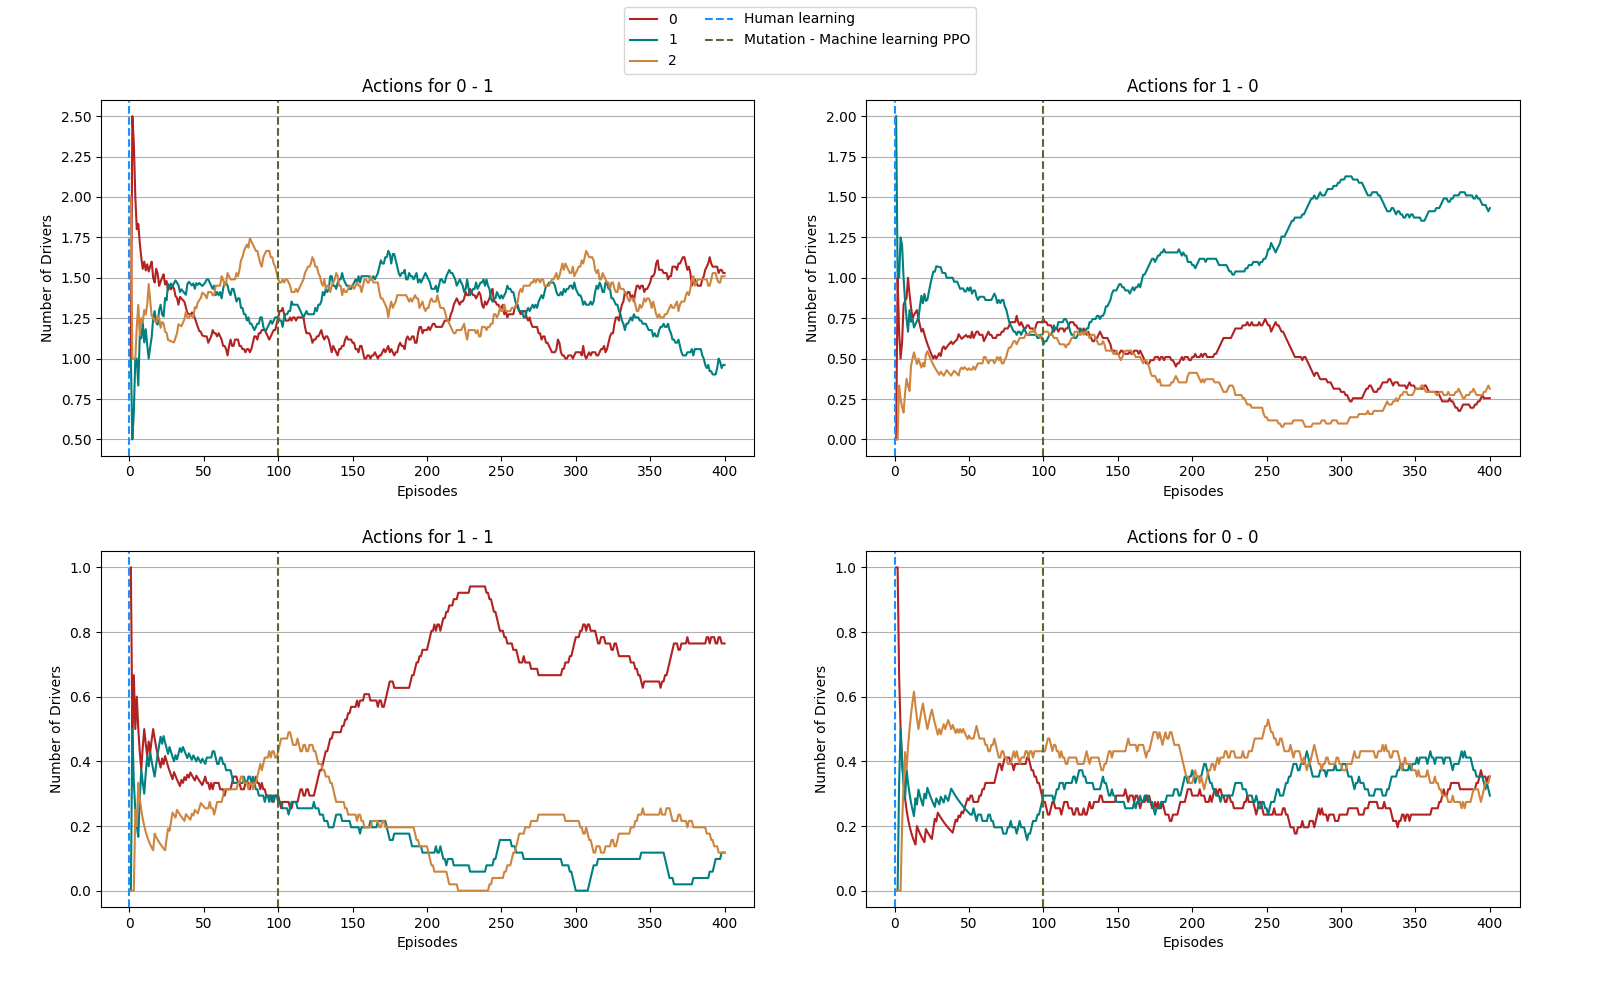 0
1
2
Human learning
Mutation - Machine learning PPO
Actions for 0 - 1
Number of Drivers
2.50
2.25
2.00
1.75
1.50
1.25
1.00
0.75
0.50
0 50 100 150 200 250 300 350 400
Episodes
Actions for 1 - 0
Number of Drivers
2.00
1.75
1.50
1.25
1.00
0.75
0.50
0.25
0.00
0 50 100 150 200 250 300 350 400
Episodes
Actions for 1 - 1
Number of Drivers
1.0
0.8
0.6
0.4
0.2
0.0
0 50 100 150 200 250 300 350 400
Episodes
Actions for 0 - 0
Number of Drivers
1.0
0.8
0.6
0.4
0.2
0.0
0 50 100 150 200 250 300 350 400
Episodes